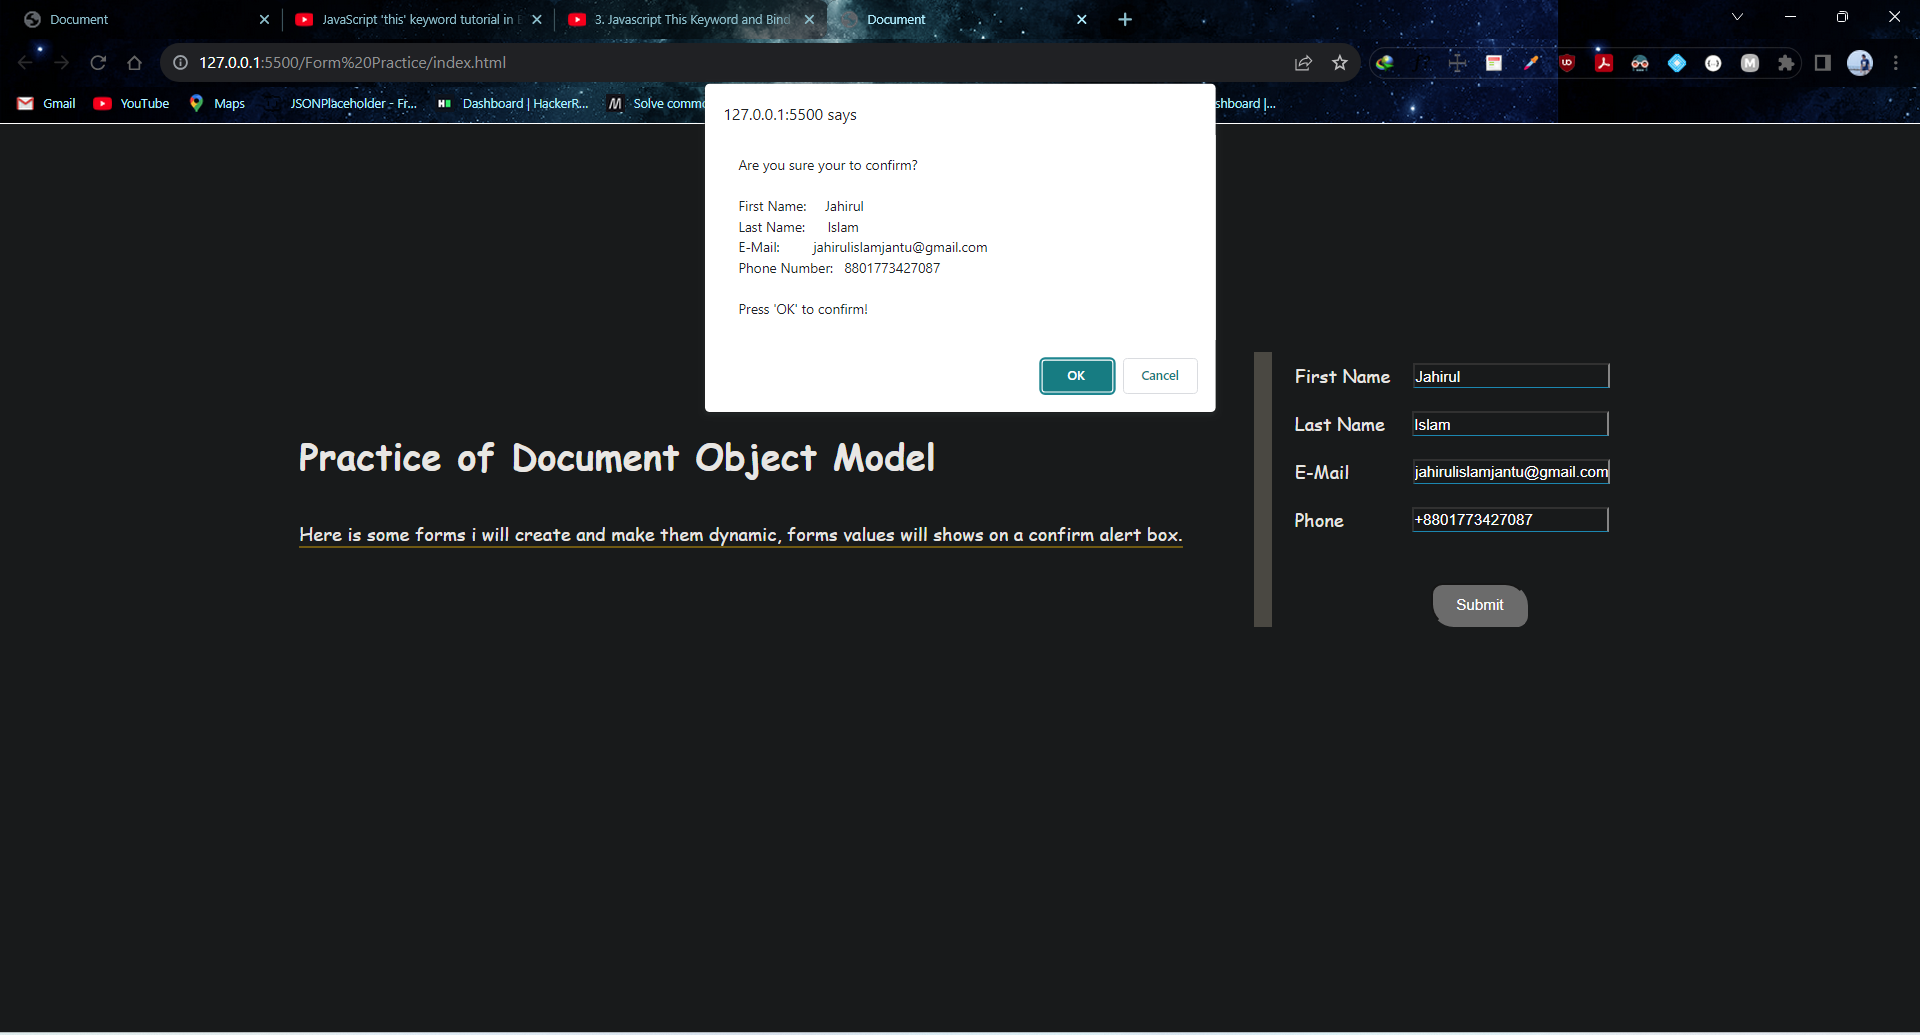 Document
JavaScript 'this' keyword tutorial in
3. Javascript This Keyword and Bind
Document
127.0.0.1:5500/Form%20Practice/index.html
Gmail
YouTube
Maps
JSONPlaceholder - Fr...
Dashboard | HackerR...
Solve commo
shboard |...
127.0.0.1:5500 says
Are you sure your to confirm?
First Name: Jahirul
Last Name: Islam
E-Mail: jahirulislamjantu@gmail.com
Phone Number: 8801773427087
Press 'OK' to confirm!
OK
Cancel
Practice of Document Object Model
Here is some forms i will create and make them dynamic, forms values will shows on a confirm alert box.
First Name Jahirul
Last Name Islam
E-Mail jahirulislamjantu@gmail.com
Phone +8801773427087
Submit